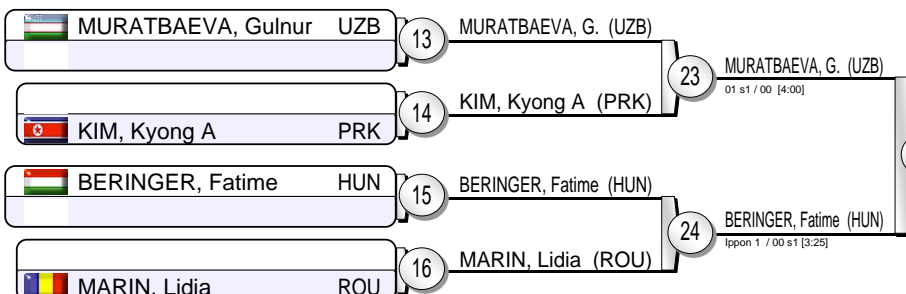 MURATBAEVA, Gulnur UZB
13
MURATBAEVA, G. (UZB)
23
MURATBAEVA, G. (UZB)
01 s1 / 00 [4:00]
14
KIM, Kyong A (PRK)
KIM, Kyong A PRK
BERINGER, Fatime HUN
15
BERINGER, Fatime (HUN)
24
BERINGER, Fatime (HUN)
Ippon 1 / 00 s1 [3:25]
16
MARIN, Lidia (ROU)
MARIN, Lidia ROU